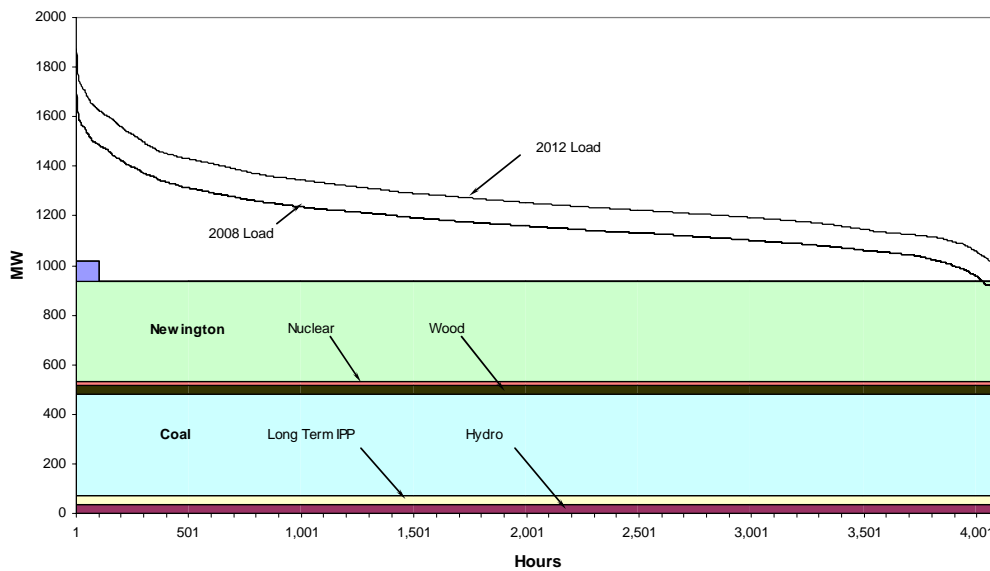 2000
1800
1600
1400
1200
1000
800
600
400
200
0
MW
2012 Load
2008 Load
Newington
Nuclear
Wood
Coal
Long Term IPP
Hydro
1
501
1,001
1,501
2,001
2,501
3,001
3,501
4,001
Hours